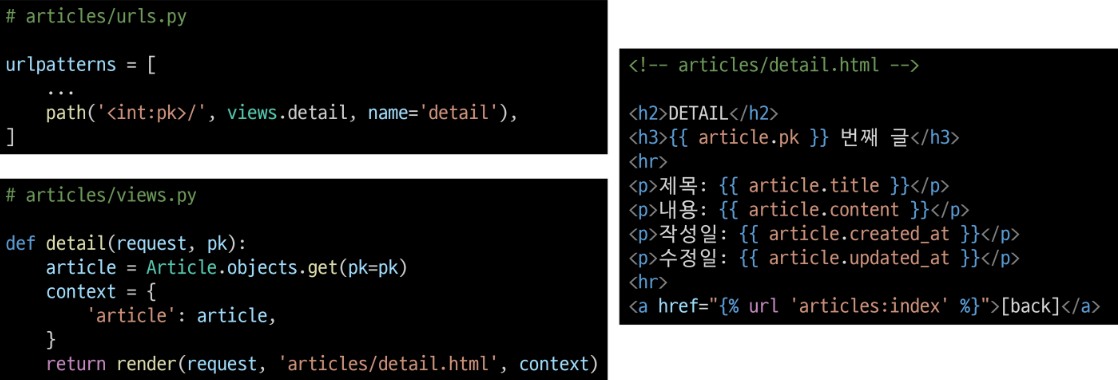 # articles/urls.py
urlpatterns = [
    ...
    path('<int:pk>/', views.detail, name='detail'),
]
# articles/views.py
def detail(request, pk):
    article = Article.objects.get(pk=pk)
    context = {
        'article': article,
    }
    return render(request, 'articles/detail.html', context)
<!-- articles/detail.html -->
<h2>DETAIL</h2>
<h3>{{ article.pk }} 번째 글</h3>
<hr>
<p>제목: {{ article.title }}</p>
<p>내용: {{ article.content }}</p>
<p>작성일: {{ article.created_at }}</p>
<p>수정일: {{ article.updated_at }}</p>
<hr>
<a href="{% url 'articles:index' %}">[back]</a>